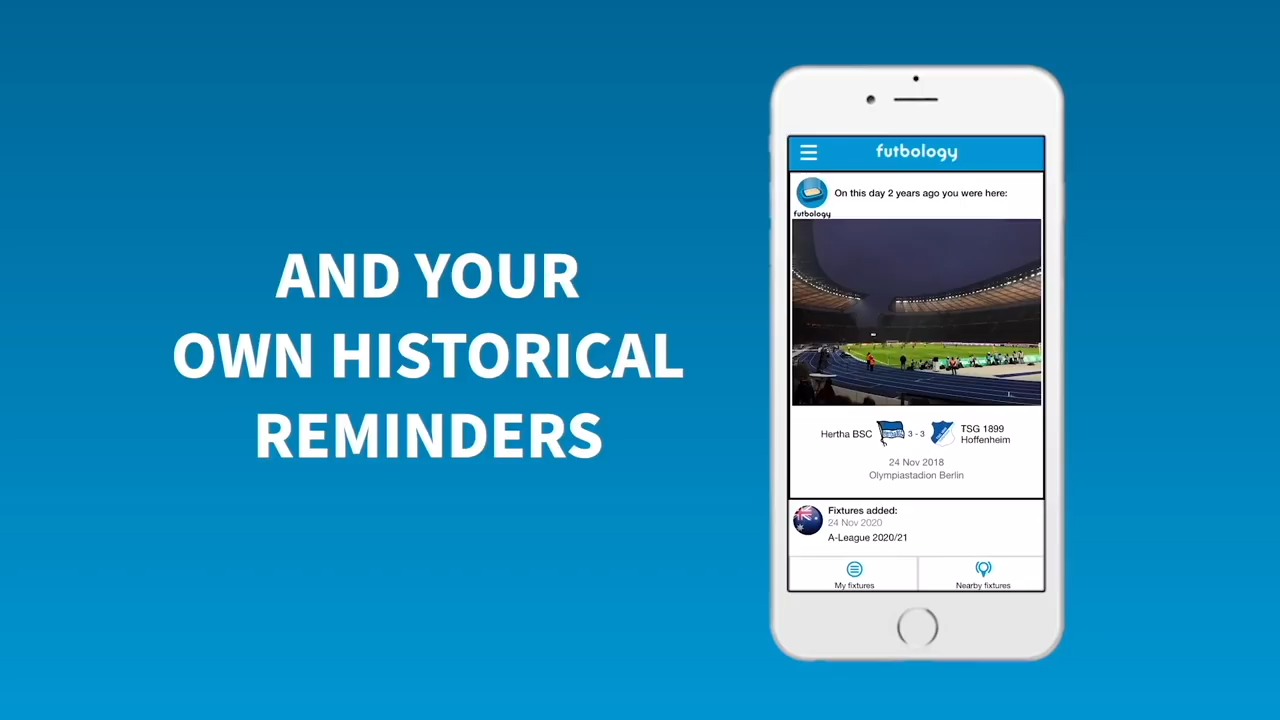 AND YOUR
OWN HISTORICAL
REMINDERS
futbology
On this day 2 years ago you were here:
futbology
Hertha BSC 3 - 3 TSG 1899
Hoffenheim
24 Nov 2018
Olympiastadion Berlin
Fixtures added:
24 Nov 2020
A-League 2020/21
My fixtures
Nearby fixtures